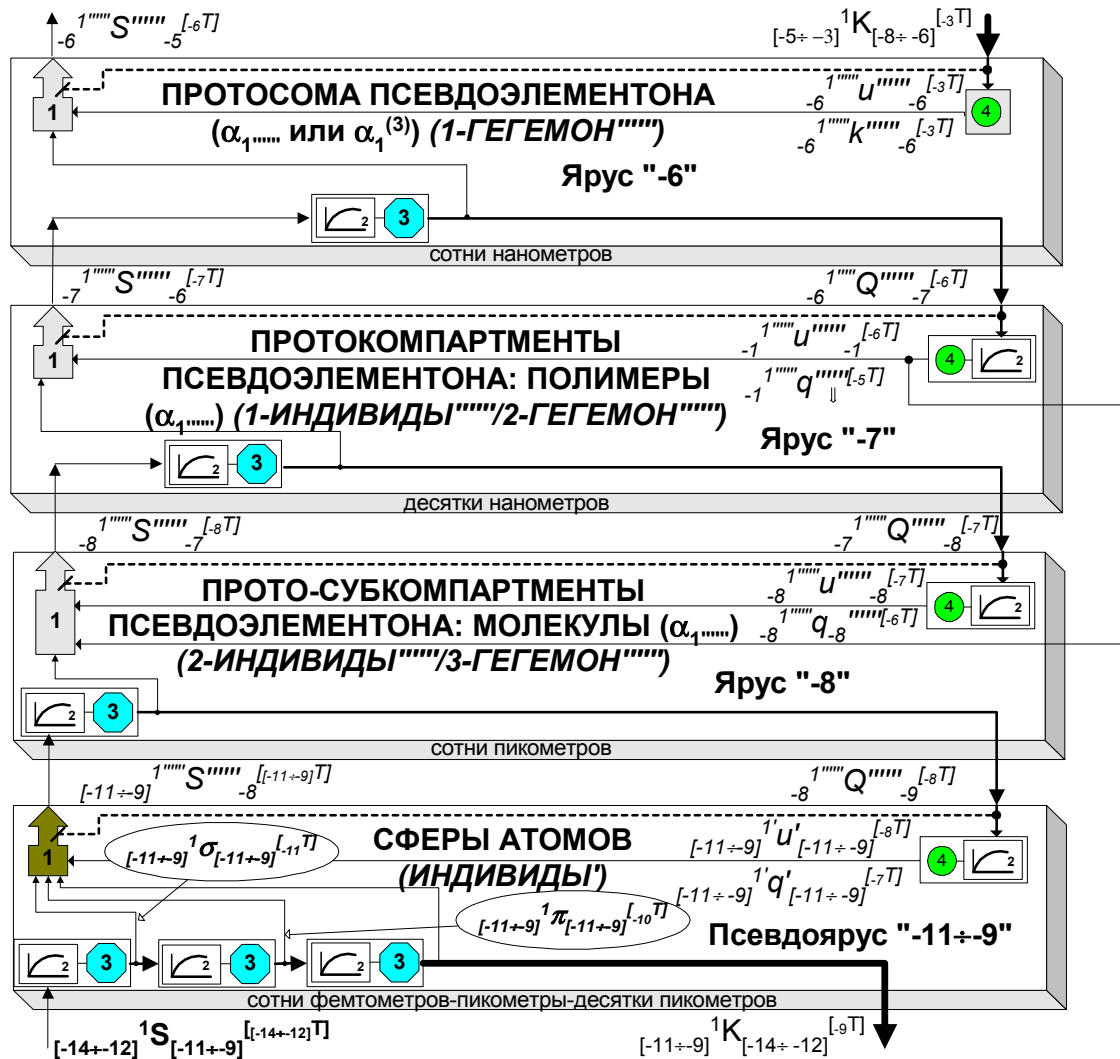 -6 1'''''' S'''''' -5 [-6T]
[-5÷ −3] 1 K [-8÷ -6] [-3T]
-6 1'''''' u'''''' -6 [-3T]
1
ПРОТОСОМА ПСЕВДОЭЛЕМЕНТОНА
4
(α1'''''' или α1(3)) (1-ГЕГЕМОН'''''')
-6 1'''''' k'''''' -6 [-3T]
Ярус "-6"
2 3
сотни нанометров
-7 1'''''' S'''''' -6 [-7T]
-6 1'''''' Q'''''' -7 [-6T]
1
ПРОТОКОМПАРТМЕНТЫ
-1 1'''''' u'''''' -1 [-6T]
4 2
ПСЕВДОЭЛЕМЕНТОНА: ПОЛИМЕРЫ
-1 1'''''' q'''''' ⇓ [-5T]
(α1'''''') (1-ИНДИВИДЫ''''''/2-ГЕГЕМОН'''''')
Ярус "-7"
2 3
десятки нанометров
-8 1'''''' S'''''' -7 [-8T]
-7 1'''''' Q'''''' -8 [-7T]
ПРОТО-СУБКОМПАРТМЕНТЫ
-8 1'''''' u'''''' -8 [-7T]
4 2
1
ПСЕВДОЭЛЕМЕНТОНА: МОЛЕКУЛЫ (α1'''''')
-8 1'''''' q -8 '''''' [-6T]
(2-ИНДИВИДЫ''''''/3-ГЕГЕМОН'''''')
Ярус "-8"
2 3
сотни пикометров
[-11÷-9] 1'''''' S'''''' -8 [[-11÷-9]T]
-8 1'''''' Q'''''' -9 [-8T]
СФЕРЫ АТОМОВ
[-11÷-9] 1' u' [-11÷ -9] [-8T]
1
[-11÷-9] 1 σ [-11÷-9] [-11T]
4 2
(ИНДИВИДЫ')
[-11÷-9] 1' q' [-11÷ -9] [-7T]
[-11÷-9] 1 π [-11÷-9] [-10T]
Псевдоярус "-11÷-9"
2 3 2 3 2 3
сотни фемтометров-пикометры-десятки пикометров
[-14÷-12] 1 S [-11÷-9] [[-14÷-12]T]
[-11÷-9] 1 K [-14÷ -12] [-9T]